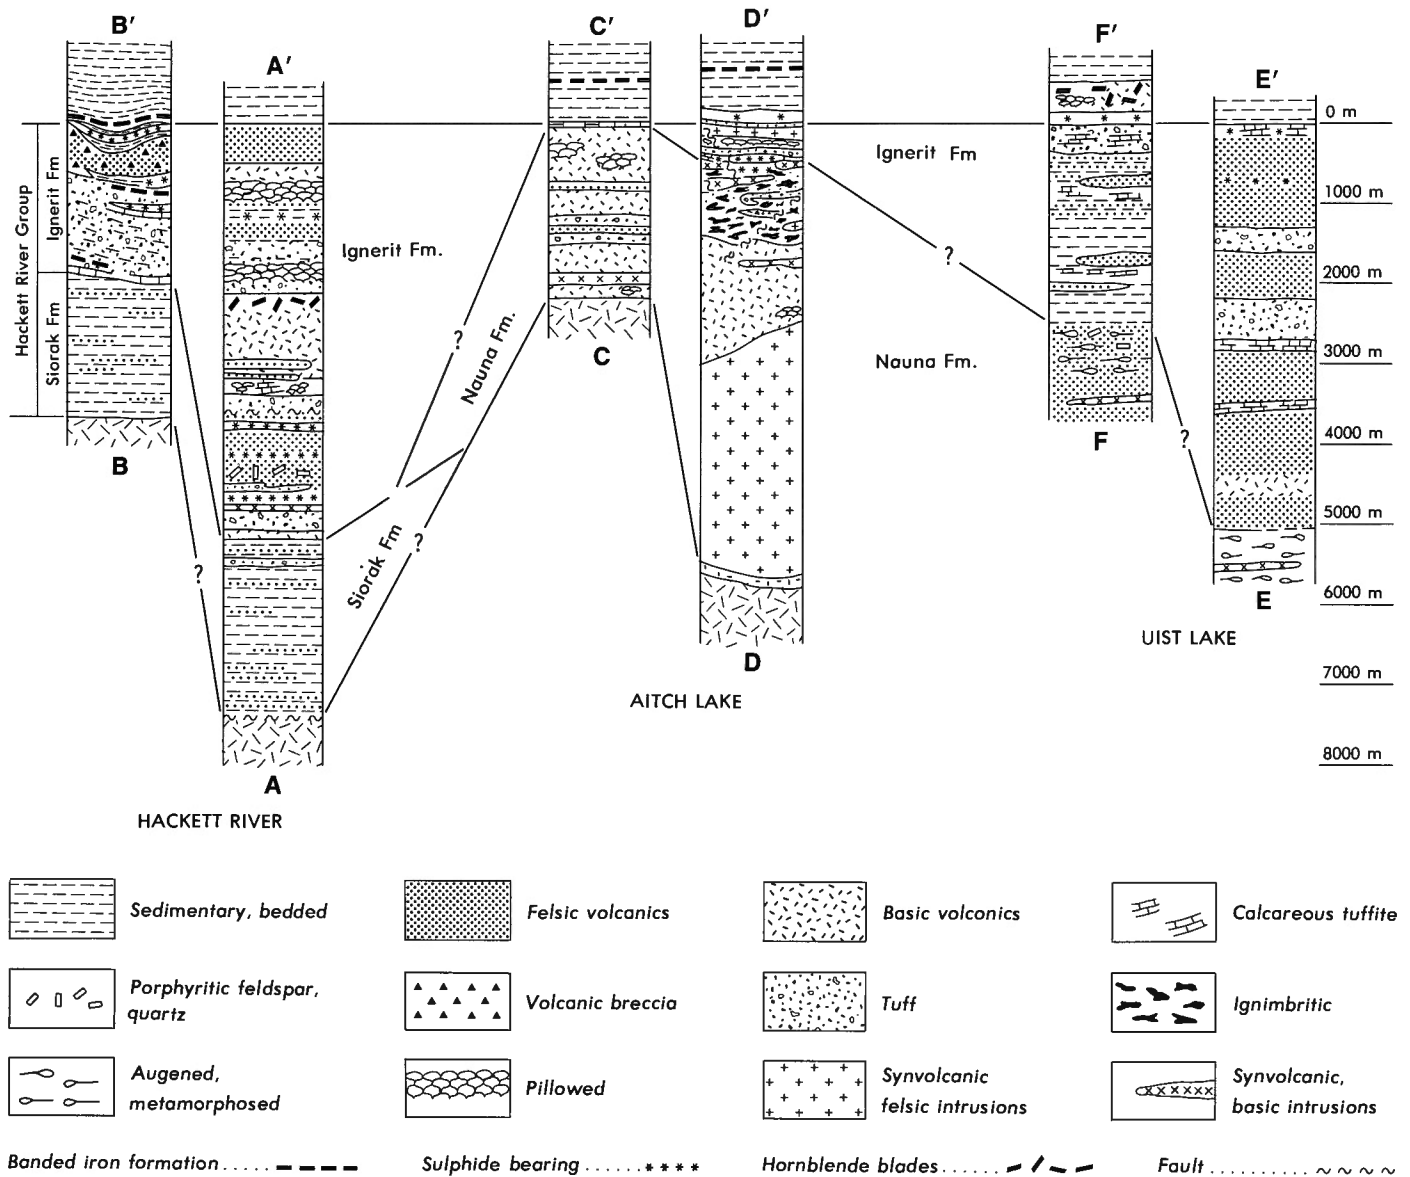 B'
A'
C'
D'
F'
E'
0 m
1000 m
2000 m
3000 m
4000 m
5000 m
6000 m
7000 m
8000 m
Hackett River Group
Ignerit Fm
Siorak Fm
Ignerit Fm.
Nauna Fm.
Siorak Fm
Ignerit Fm
Nauna Fm.
?
?
?
?
?
B
A
C
D
F
E
HACKETT RIVER
AITCH LAKE
UIST LAKE
Sedimentary, bedded
Felsic volcanics
Basic volconics
Calcareous tuffite
Porphyritic feldspar,
quartz
Volcanic breccia
Tuff
Ignimbritic
Augened,
metamorphosed
Pillowed
Synvolcanic
felsic intrusions
Synvolcanic,
basic intrusions
Banded iron formation.....
Sulphide bearing......
Hornblende blades......
Fault..........